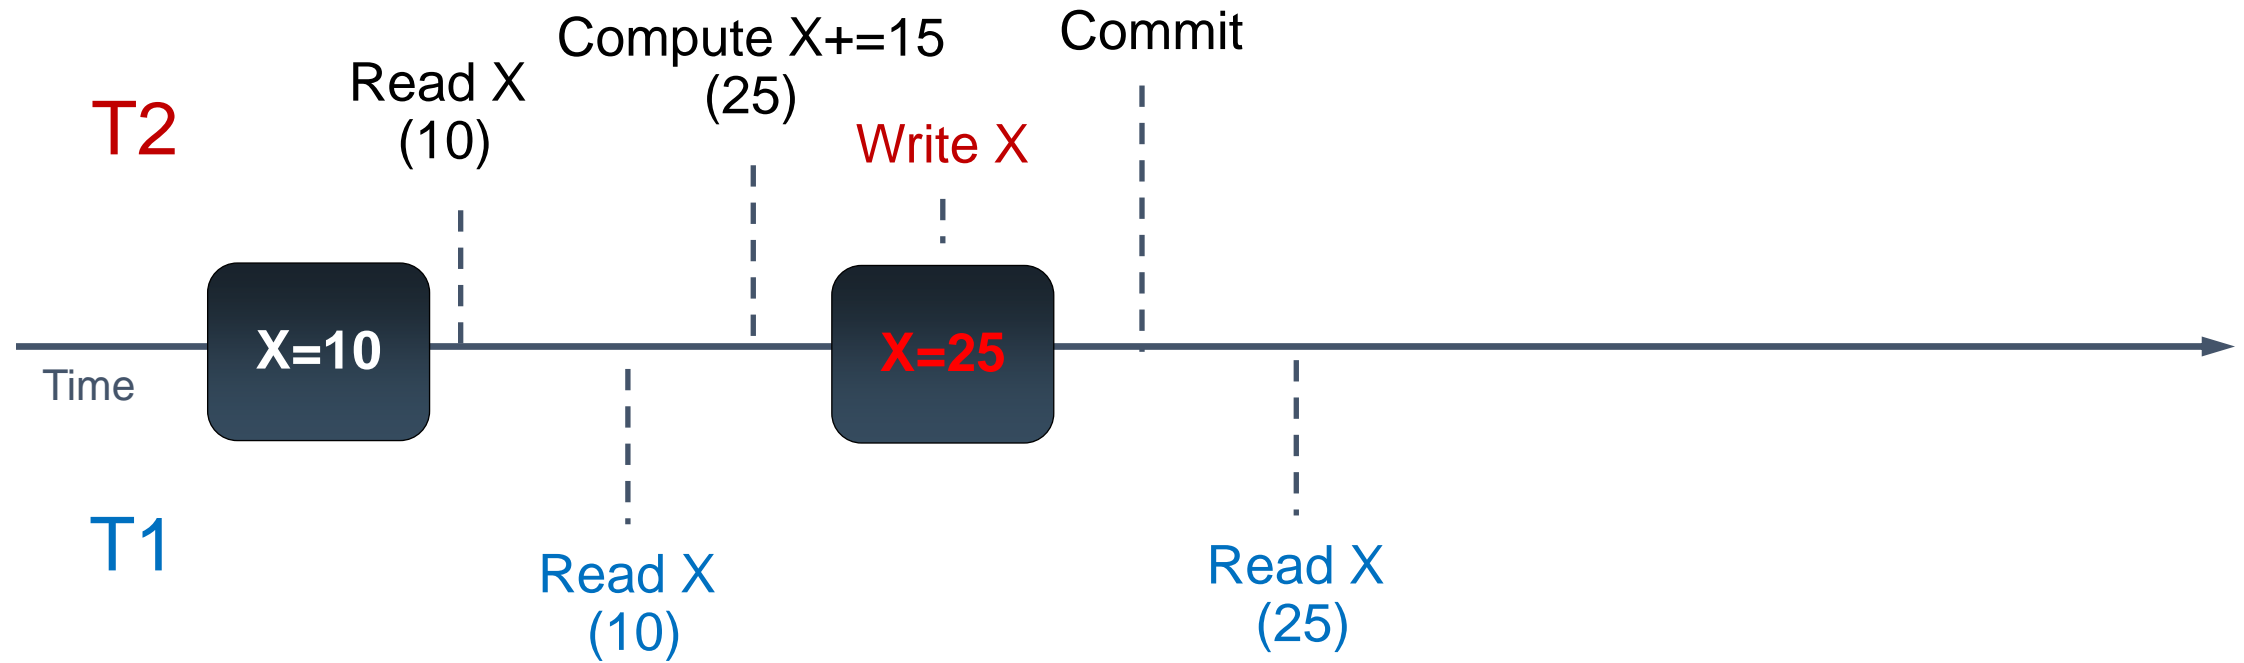 T2
Read X
(10)
Compute X+=15
(25)
Write X
Commit
X=10
X=25
Time
T1
Read X
(10)
Read X
(25)